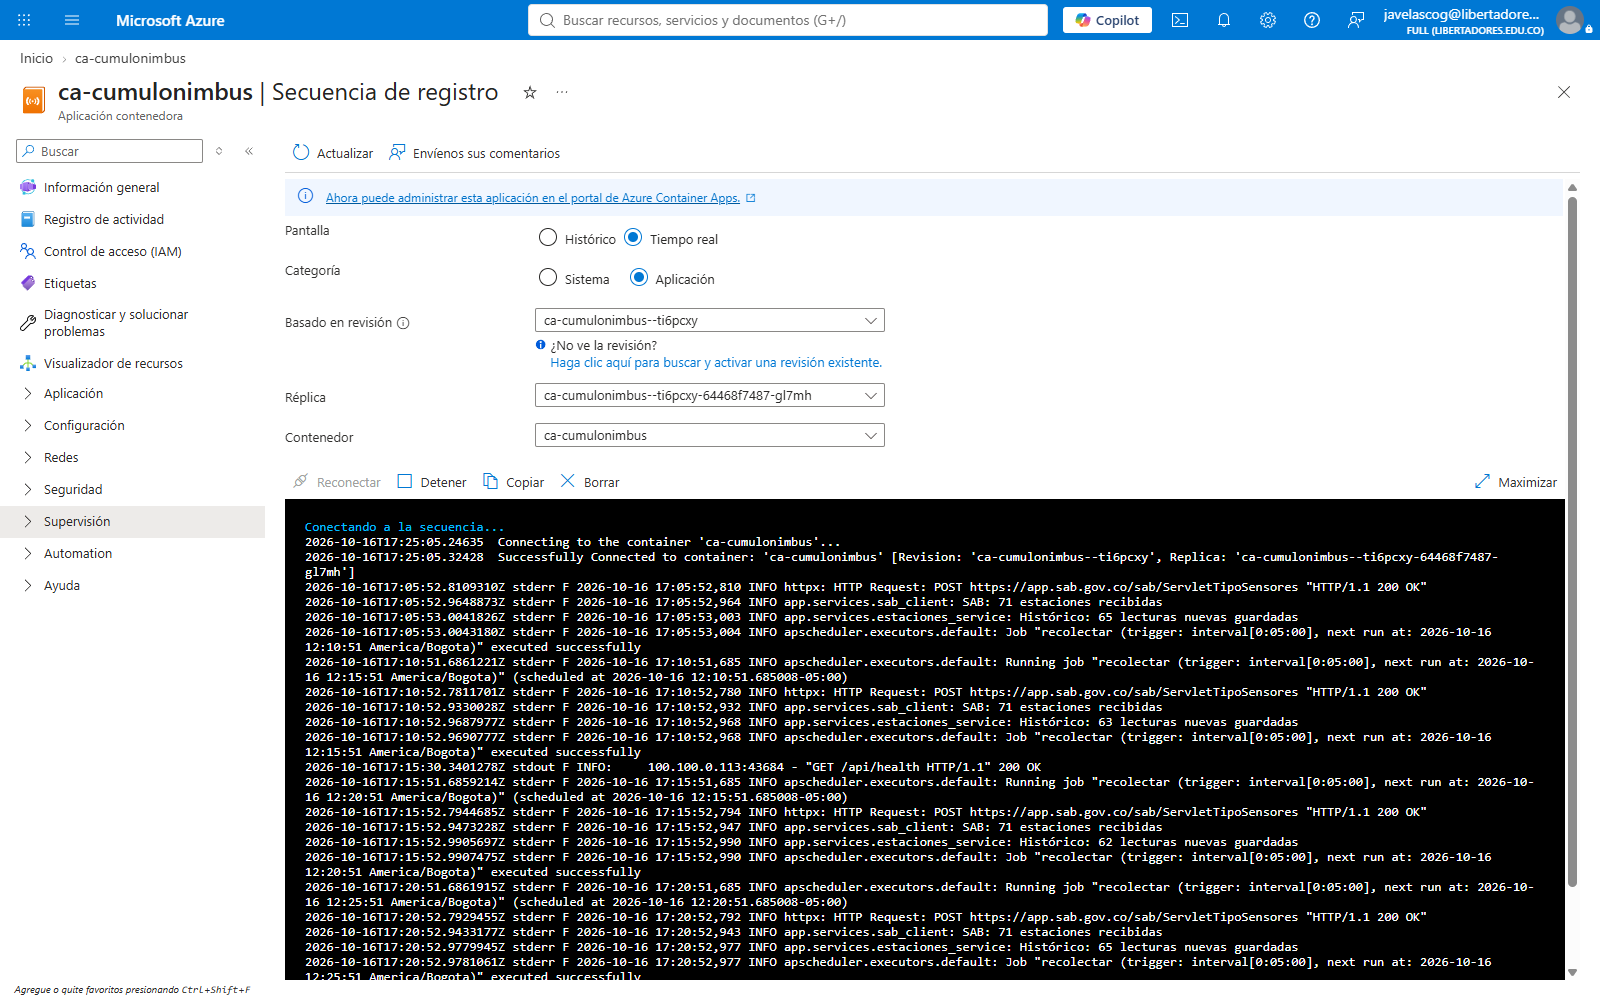 Microsoft Azure
Buscar recursos, servicios y documentos (G+/)
Copilot
javelascog@libertadore...
FULL (LIBERTADORES.EDU.CO)
Inicio > ca-cumulonimbus
ca-cumulonimbus | Secuencia de registro
Aplicación contenedora
Buscar
Información general
Registro de actividad
Control de acceso (IAM)
Etiquetas
Diagnosticar y solucionar
problemas
Visualizador de recursos
Aplicación
Configuración
Redes
Seguridad
Supervisión
Automation
Ayuda
Agregue o quite favoritos presionando Ctrl+Shift+F
Actualizar
Envíenos sus comentarios
Ahora puede administrar esta aplicación en el portal de Azure Container Apps.
Pantalla
Histórico
Tiempo real
Categoría
Sistema
Aplicación
Basado en revisión
ca-cumulonimbus--ti6pcxy
¿No ve la revisión?
Haga clic aquí para buscar y activar una revisión existente.
Réplica
ca-cumulonimbus--ti6pcxy-64468f7487-gl7mh
Contenedor
ca-cumulonimbus
Reconectar
Detener
Copiar
Borrar
Maximizar
Conectando a la secuencia...
2026-10-16T17:25:05.24635  Connecting to the container 'ca-cumulonimbus'...
2026-10-16T17:25:05.32428  Successfully Connected to container: 'ca-cumulonimbus' [Revision: 'ca-cumulonimbus--ti6pcxy', Replica: 'ca-cumulonimbus--ti6pcxy-64468f7487-
gl7mh']
2026-10-16T17:05:52.8109310Z stderr F 2026-10-16 17:05:52,810 INFO httpx: HTTP Request: POST https://app.sab.gov.co/sab/ServletTipoSensores "HTTP/1.1 200 OK"
2026-10-16T17:05:52.9648873Z stderr F 2026-10-16 17:05:52,964 INFO app.services.sab_client: SAB: 71 estaciones recibidas
2026-10-16T17:05:53.0041826Z stderr F 2026-10-16 17:05:53,003 INFO app.services.estaciones_service: Histórico: 65 lecturas nuevas guardadas
2026-10-16T17:05:53.0043180Z stderr F 2026-10-16 17:05:53,004 INFO apscheduler.executors.default: Job "recolectar (trigger: interval[0:05:00], next run at: 2026-10-16
12:10:51 America/Bogota)" executed successfully
2026-10-16T17:10:51.6861221Z stderr F 2026-10-16 17:10:51,685 INFO apscheduler.executors.default: Running job "recolectar (trigger: interval[0:05:00], next run at: 2026-10-
16 12:15:51 America/Bogota)" (scheduled at 2026-10-16 12:10:51.685008-05:00)
2026-10-16T17:10:52.7811701Z stderr F 2026-10-16 17:10:52,780 INFO httpx: HTTP Request: POST https://app.sab.gov.co/sab/ServletTipoSensores "HTTP/1.1 200 OK"
2026-10-16T17:10:52.9330028Z stderr F 2026-10-16 17:10:52,932 INFO app.services.sab_client: SAB: 71 estaciones recibidas
2026-10-16T17:10:52.9687977Z stderr F 2026-10-16 17:10:52,968 INFO app.services.estaciones_service: Histórico: 63 lecturas nuevas guardadas
2026-10-16T17:10:52.9690777Z stderr F 2026-10-16 17:10:52,968 INFO apscheduler.executors.default: Job "recolectar (trigger: interval[0:05:00], next run at: 2026-10-16
12:15:51 America/Bogota)" executed successfully
2026-10-16T17:15:30.3401278Z stdout F INFO:     100.100.0.113:43684 - "GET /api/health HTTP/1.1" 200 OK
2026-10-16T17:15:51.6859214Z stderr F 2026-10-16 17:15:51,685 INFO apscheduler.executors.default: Running job "recolectar (trigger: interval[0:05:00], next run at: 2026-10-
16 12:20:51 America/Bogota)" (scheduled at 2026-10-16 12:15:51.685008-05:00)
2026-10-16T17:15:52.7944685Z stderr F 2026-10-16 17:15:52,794 INFO httpx: HTTP Request: POST https://app.sab.gov.co/sab/ServletTipoSensores "HTTP/1.1 200 OK"
2026-10-16T17:15:52.9473228Z stderr F 2026-10-16 17:15:52,947 INFO app.services.sab_client: SAB: 71 estaciones recibidas
2026-10-16T17:15:52.9905697Z stderr F 2026-10-16 17:15:52,990 INFO app.services.estaciones_service: Histórico: 62 lecturas nuevas guardadas
2026-10-16T17:15:52.9907475Z stderr F 2026-10-16 17:15:52,990 INFO apscheduler.executors.default: Job "recolectar (trigger: interval[0:05:00], next run at: 2026-10-16
12:20:51 America/Bogota)" executed successfully
2026-10-16T17:20:51.6861915Z stderr F 2026-10-16 17:20:51,685 INFO apscheduler.executors.default: Running job "recolectar (trigger: interval[0:05:00], next run at: 2026-10-
16 12:25:51 America/Bogota)" (scheduled at 2026-10-16 12:20:51.685008-05:00)
2026-10-16T17:20:52.7929455Z stderr F 2026-10-16 17:20:52,792 INFO httpx: HTTP Request: POST https://app.sab.gov.co/sab/ServletTipoSensores "HTTP/1.1 200 OK"
2026-10-16T17:20:52.9433177Z stderr F 2026-10-16 17:20:52,943 INFO app.services.sab_client: SAB: 71 estaciones recibidas
2026-10-16T17:20:52.9779945Z stderr F 2026-10-16 17:20:52,977 INFO app.services.estaciones_service: Histórico: 65 lecturas nuevas guardadas
2026-10-16T17:20:52.9781061Z stderr F 2026-10-16 17:20:52,977 INFO apscheduler.executors.default: Job "recolectar (trigger: interval[0:05:00], next run at: 2026-10-16
12:25:51 America/Bogota)" executed successfully